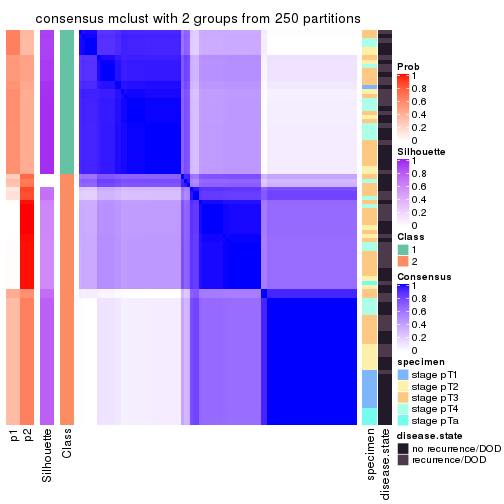 consensus mclust with 2 groups from 250 partitions
Prob
1
0.8
0.6
0.4
0.2
0
Silhouette
1
0.8
0.6
0.4
0.2
0
Class
1
2
Consensus
1
0.8
0.6
0.4
0.2
0
specimen
stage pT1
stage pT2
stage pT3
stage pT4
stage pTa
disease.state
no recurrence/DOD
recurrence/DOD
p1
p2
Silhouette
Class
specimen
disease.state